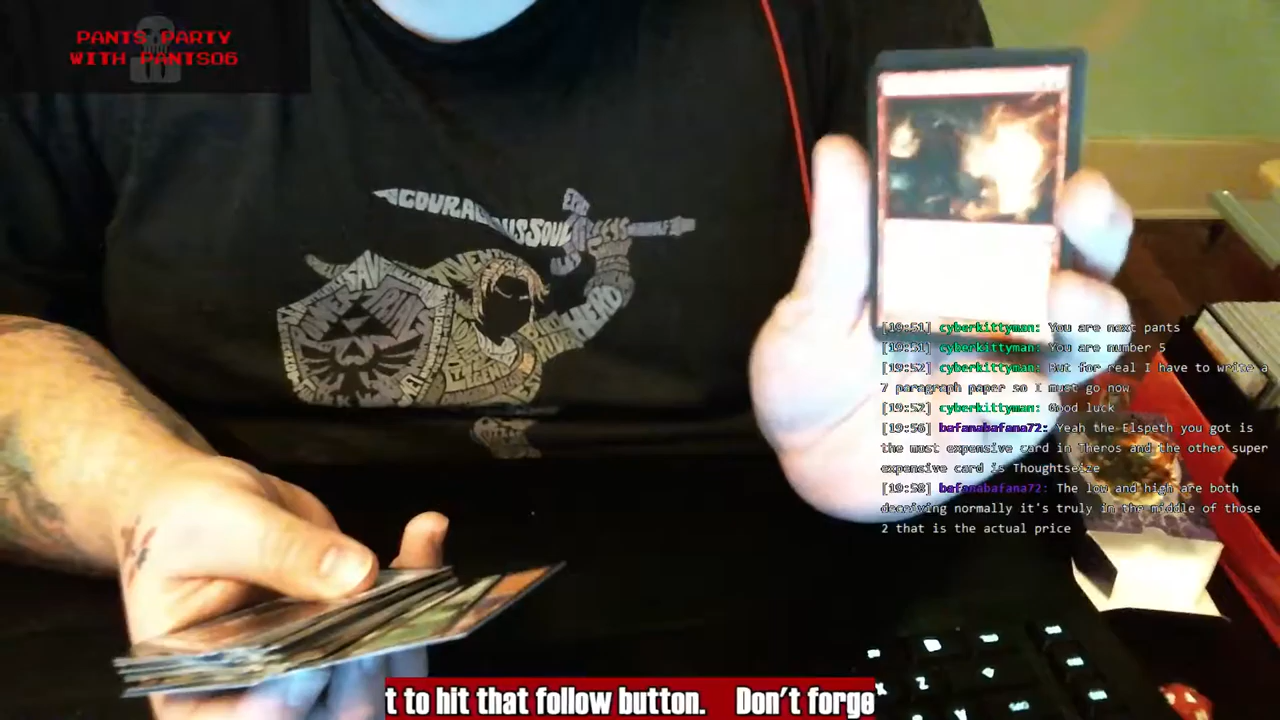 PANTS PARTY
WITH PANTS06
COURAGEOUS SOUL
HERO
[19:51] cyberkittyman: You are next pants
[19:51] cyberkittyman: You are number 5
[19:52] cyberkittyman: But for real I have to write a
7 paragraph paper so I must go now
[19:52] cyberkittyman: Good luck
[19:56] bafanabafana72: Yeah the Elspeth you got is
the most expensive card in Theros and the other super
expensive card is Thoughtseize
[19:58] bafanabafana72: The low and high are both
deceiving normally it's truly in the middle of those
2 that is the actual price
Z
X
t to hit that follow button. Don't forge